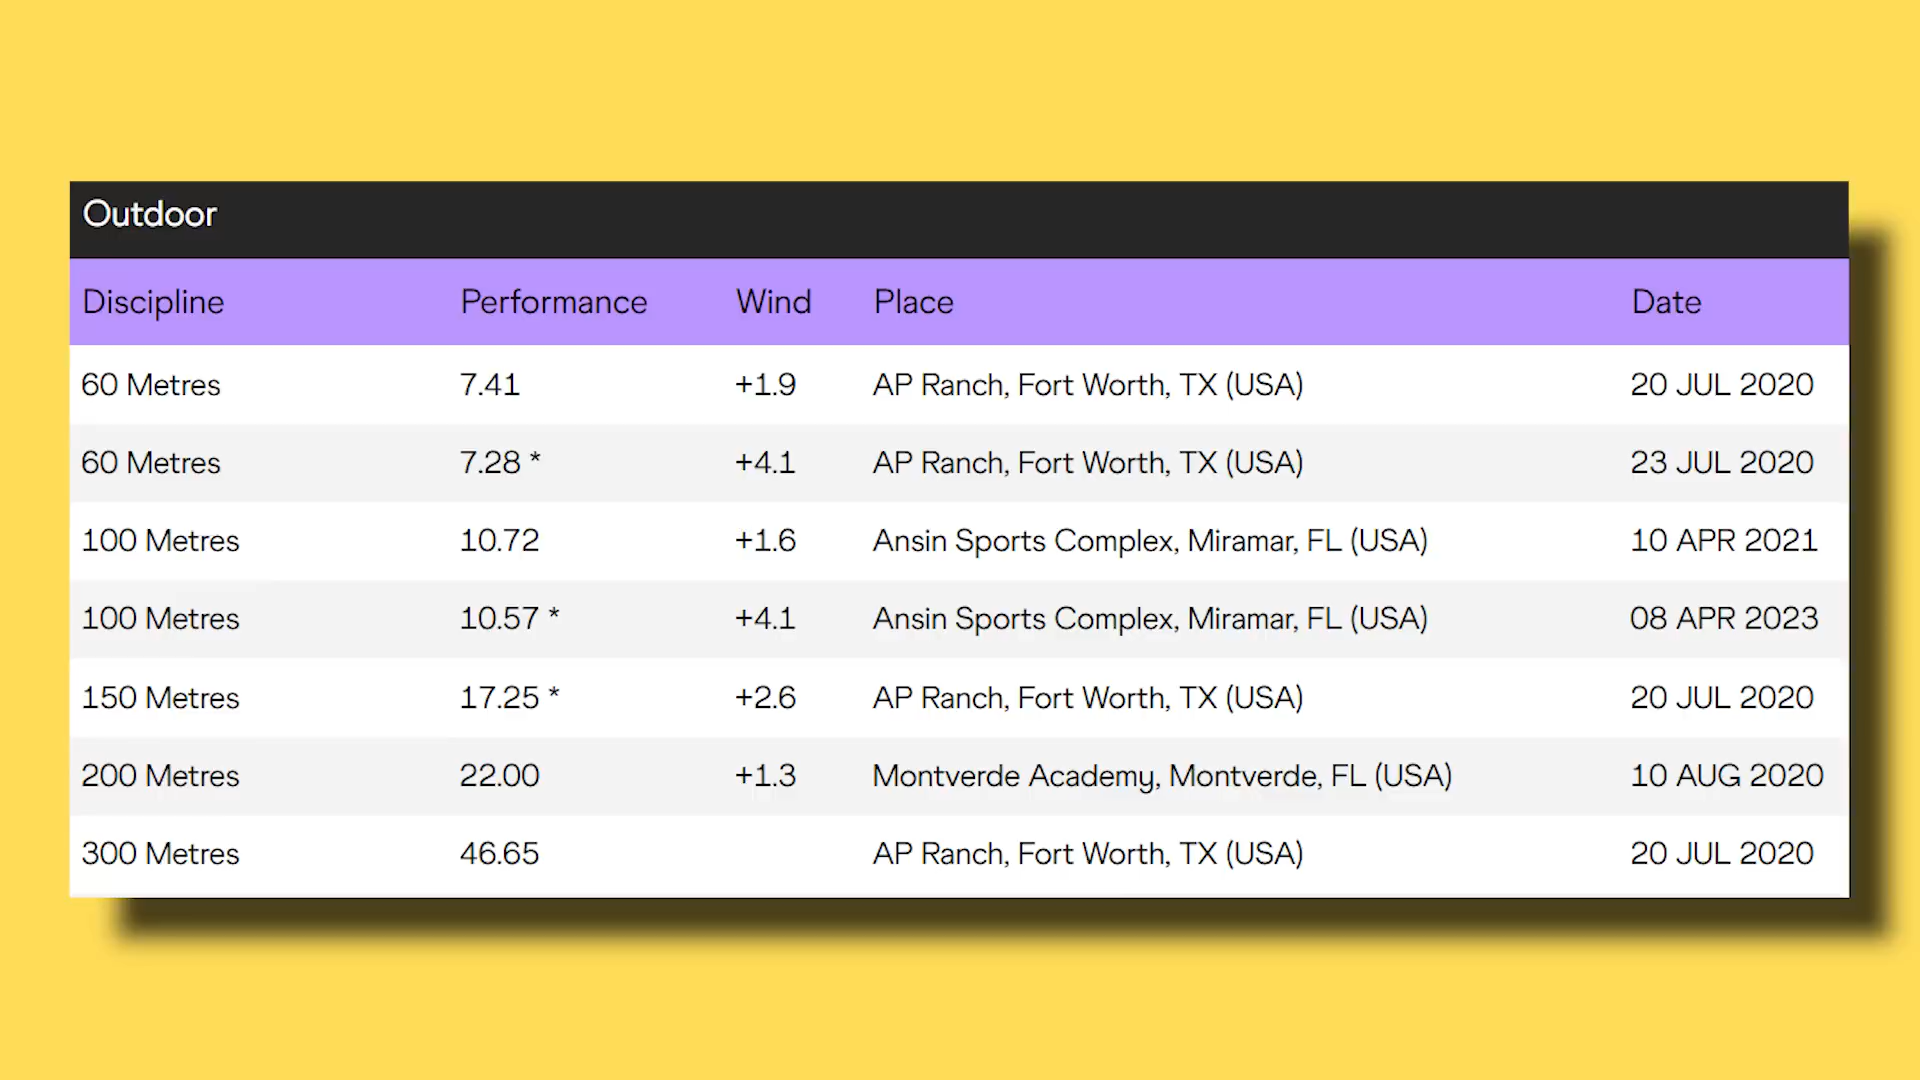 Outdoor
Discipline Performance Wind Place Date
60 Metres 7.41 +1.9 AP Ranch, Fort Worth, TX (USA) 20 JUL 2020
60 Metres 7.28 * +4.1 AP Ranch, Fort Worth, TX (USA) 23 JUL 2020
100 Metres 10.72 +1.6 Ansin Sports Complex, Miramar, FL (USA) 10 APR 2021
100 Metres 10.57 * +4.1 Ansin Sports Complex, Miramar, FL (USA) 08 APR 2023
150 Metres 17.25 * +2.6 AP Ranch, Fort Worth, TX (USA) 20 JUL 2020
200 Metres 22.00 +1.3 Montverde Academy, Montverde, FL (USA) 10 AUG 2020
300 Metres 46.65 AP Ranch, Fort Worth, TX (USA) 20 JUL 2020